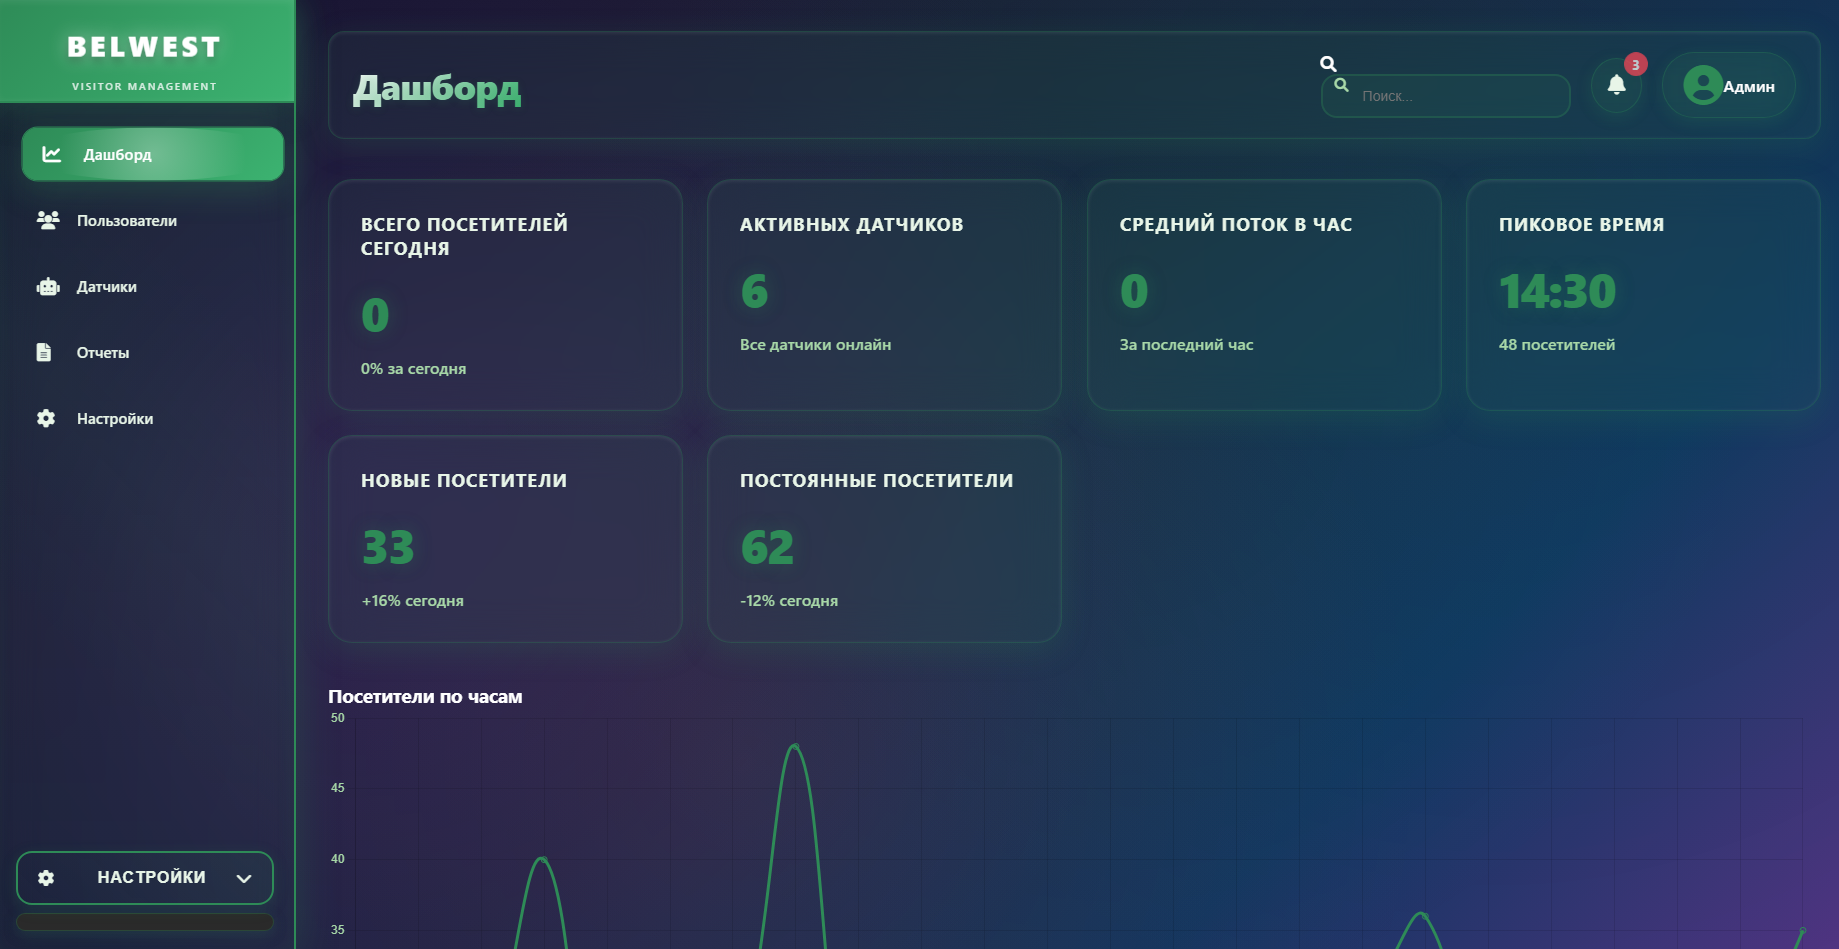 BELWEST
VISITOR MANAGEMENT
Дашборд
Пользователи
Датчики
Отчеты
Настройки
НАСТРОЙКИ
Дашборд
Поиск...
3
Админ
ВСЕГО ПОСЕТИТЕЛЕЙ
СЕГОДНЯ
0
0% за сегодня
АКТИВНЫХ ДАТЧИКОВ
6
Все датчики онлайн
СРЕДНИЙ ПОТОК В ЧАС
0
За последний час
ПИКОВОЕ ВРЕМЯ
14:30
48 посетителей
НОВЫЕ ПОСЕТИТЕЛИ
33
+16% сегодня
ПОСТОЯННЫЕ ПОСЕТИТЕЛИ
62
-12% сегодня
Посетители по часам
50
45
40
35